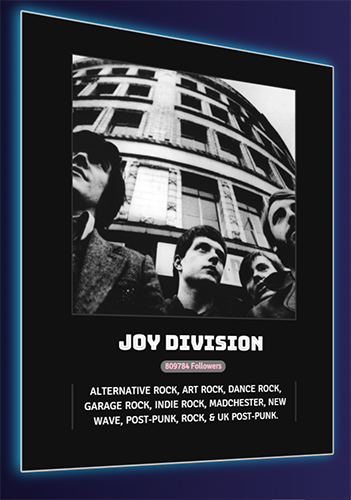 JOY DIVISION
809784 Followers
ALTERNATIVE ROCK, ART ROCK, DANCE ROCK,
GARAGE ROCK, INDIE ROCK, MADCHESTER, NEW
WAVE, POST-PUNK, ROCK, & UK POST-PUNK.